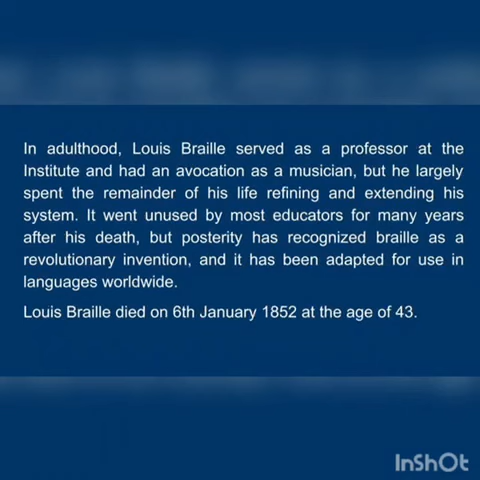 In adulthood, Louis Braille served as a professor at the
Institute and had an avocation as a musician, but he largely
spent the remainder of his life refining and extending his
system. It went unused by most educators for many years
after his death, but posterity has recognized braille as a
revolutionary invention, and it has been adapted for use in
languages worldwide.
Louis Braille died on 6th January 1852 at the age of 43.
InShOt